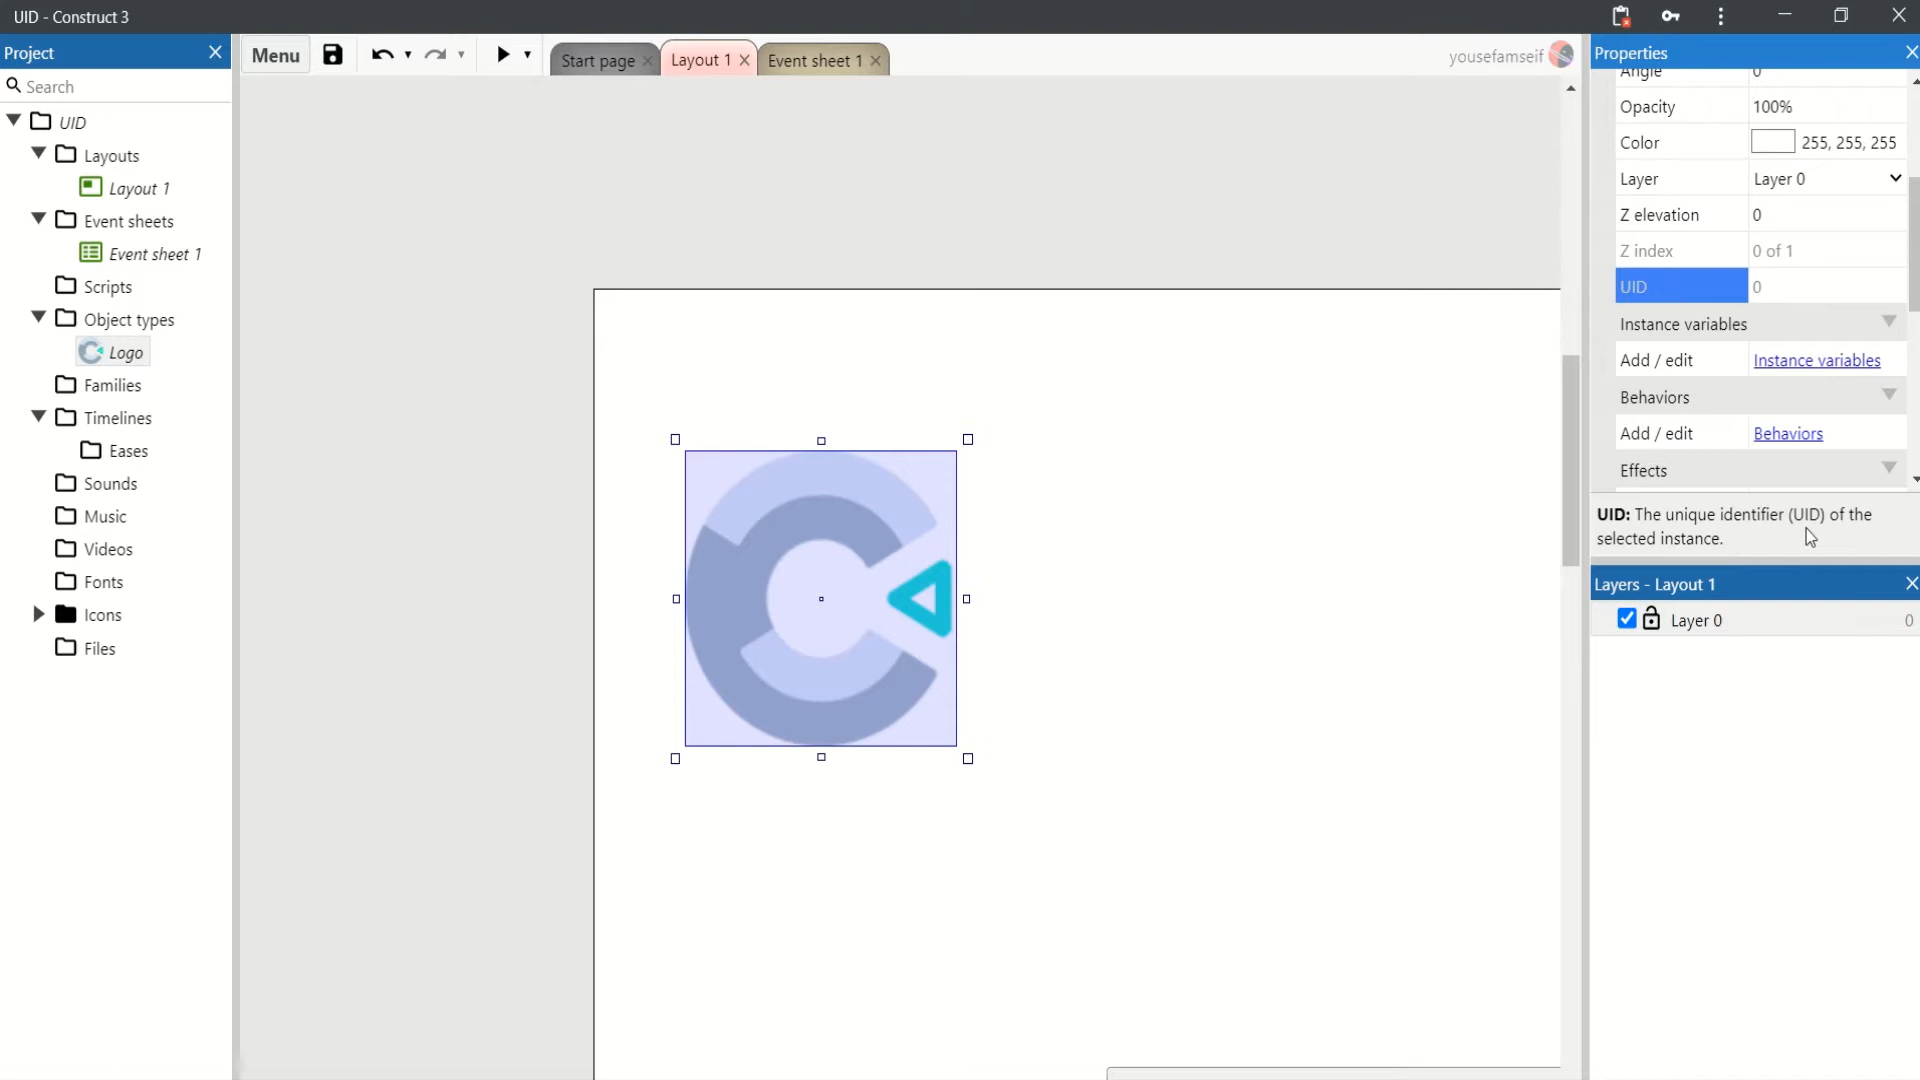 UID - Construct 3
Project
Search
UID
Layouts
Layout 1
Event sheets
Event sheet 1
Scripts
Object types
Logo
Families
Timelines
Eases
Sounds
Music
Videos
Fonts
Icons
Files
Menu
Start page
Layout 1
Event sheet 1
yousefamseif
Properties
Angle 0
Opacity 100%
Color 255, 255, 255
Layer Layer 0
Z elevation 0
Z index 0 of 1
UID 0
Instance variables
Add / edit Instance variables
Behaviors
Add / edit Behaviors
Effects
UID: The unique identifier (UID) of the
selected instance.
Layers - Layout 1
Layer 0 0